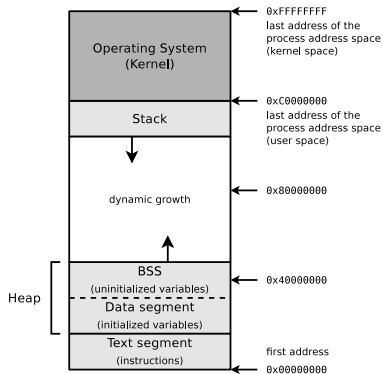 0xFFFFFFFF
last address of the
process address space
(kernel space)
Operating System
(Kernel)
0xC0000000
last address of the
process address space
(user space)
Stack
dynamic growth
0x80000000
BSS
(uninitialized variables)
0x40000000
Heap
Data segment
(initialized variables)
Text segment
(instructions)
first address
0x00000000